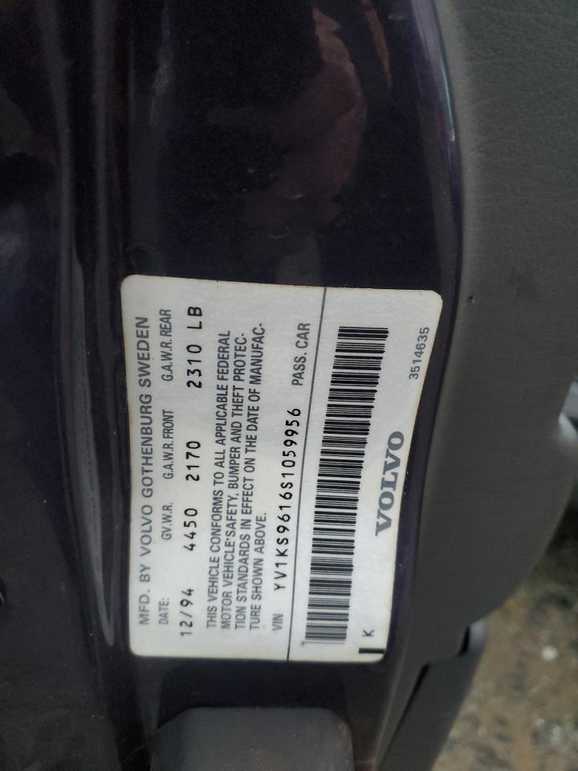 MFD. BY VOLVO GOTHENBURG SWEDEN
DATE: GV.W.R. G.A.W.R. FRONT G.A.W.R. REAR
12/94 4450 2170 2310 LB
THIS VEHICLE CONFORMS TO ALL APPLICABLE FEDERAL
MOTOR VEHICLE SAFETY, BUMPER AND THEFT PROTEC-
TION STANDARDS IN EFFECT ON THE DATE OF MANUFAC-
TURE SHOWN ABOVE.
VIN YV1KS9616S1059956 PASS. CAR
K
VOLVO 3514635